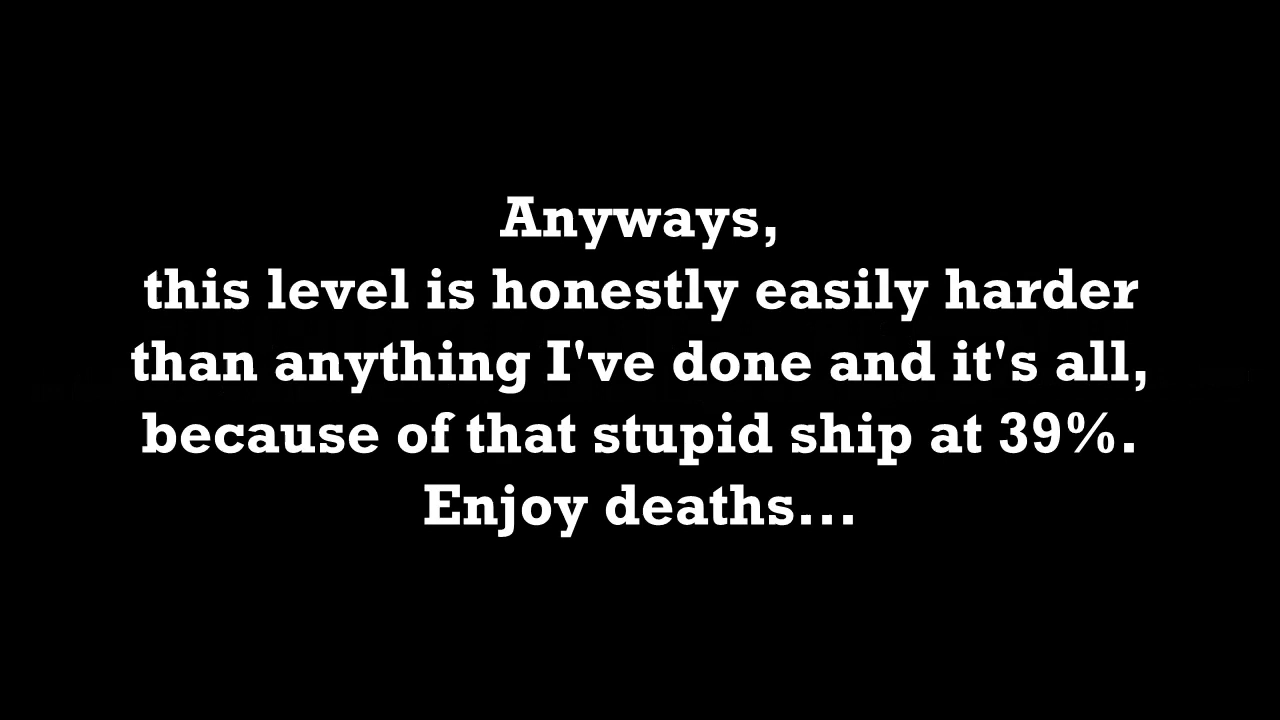 Anyways,
this level is honestly easily harder
than anything I've done and it's all,
because of that stupid ship at 39%.
Enjoy deaths...